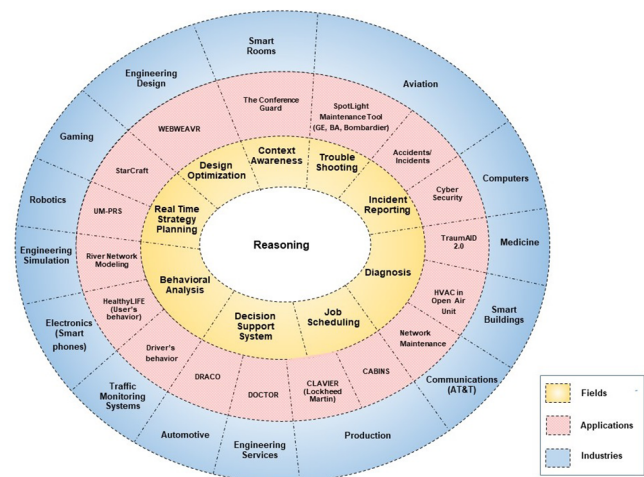 Smart
Rooms
Aviation
Computers
Medicine
Smart
Buildings
Communications
(AT&T)
Production
Engineering
Services
Automotive
Traffic
Monitoring
Systems
Electronics
(Smart
phones)
Engineering
Simulation
Robotics
Gaming
Engineering
Design
The Conference
Guard
SpotLight
Maintenance Tool
(GE, BA, Bombardier)
Accidents/
Incidents
Cyber
Security
TraumAID
2.0
HVAC in
Open Air
Unit
Network
Maintenance
CABINS
CLAVIER
(Lockheed
Martin)
DOCTOR
DRACO
Driver's
behavior
HealthyLIFE
(User's
behavior)
River Network
Modeling
UM-PRS
StarCraft
WEBWEAVR
Context
Awareness
Trouble
Shooting
Incident
Reporting
Diagnosis
Job
Scheduling
Decision
Support
System
Behavioral
Analysis
Real Time
Strategy
Planning
Design
Optimization
Reasoning
Fields
Applications
Industries